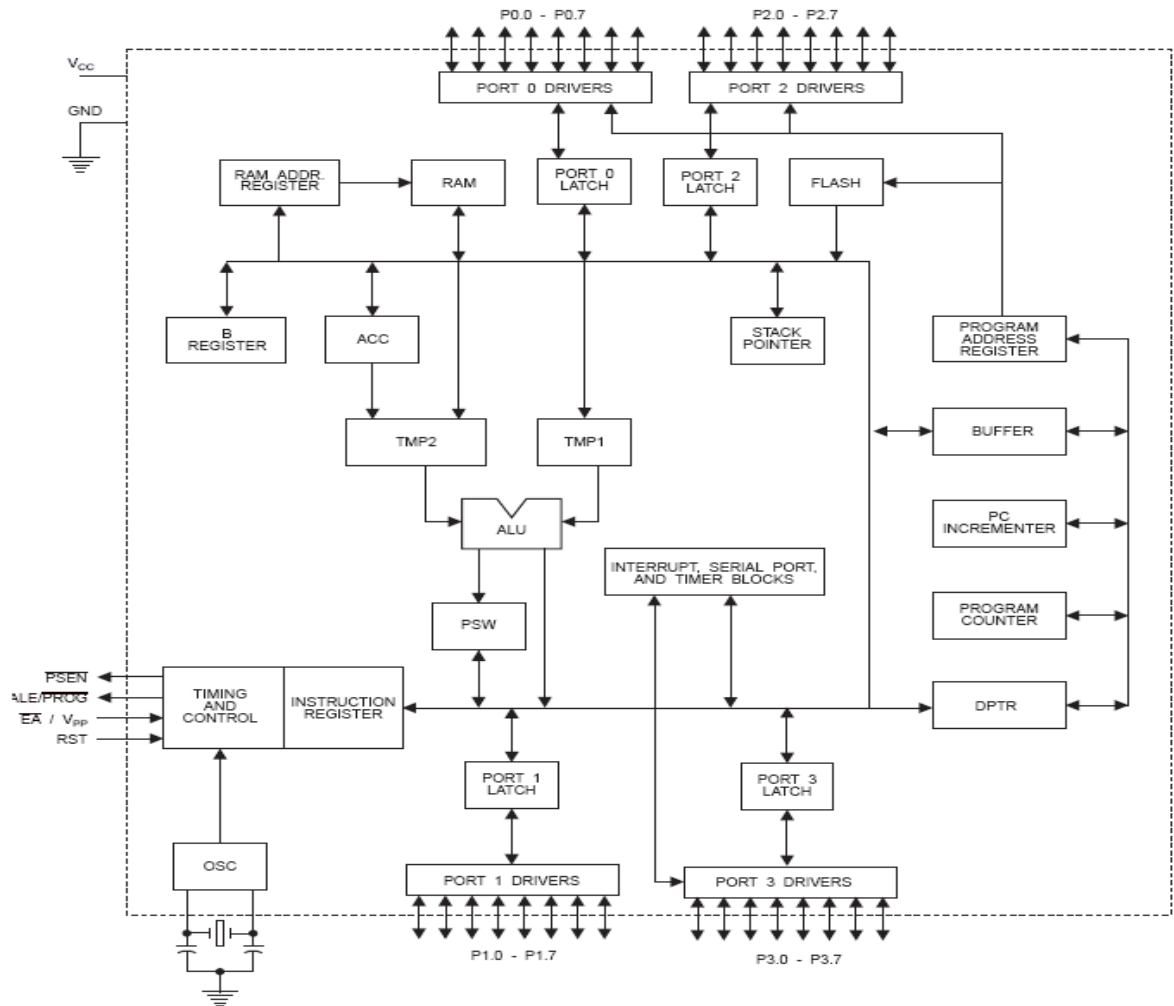 P0.0 - P0.7
P2.0 - P2.7
VCC
GND
PORT 0 DRIVERS
PORT 2 DRIVERS
RAM ADDR.
REGISTER
RAM
PORT 0
LATCH
PORT 2
LATCH
FLASH
B
REGISTER
ACC
STACK
POINTER
PROGRAM
ADDRESS
REGISTER
TMP2
TMP1
BUFFER
ALU
PC
INCREMENTER
INTERRUPT, SERIAL PORT,
AND TIMER BLOCKS
PSW
PROGRAM
COUNTER
PSEN
ALE/PROG
EA / VPP
RST
TIMING
AND
CONTROL
INSTRUCTION
REGISTER
DPTR
PORT 1
LATCH
PORT 3
LATCH
OSC
PORT 1 DRIVERS
PORT 3 DRIVERS
P1.0 - P1.7
P3.0 - P3.7